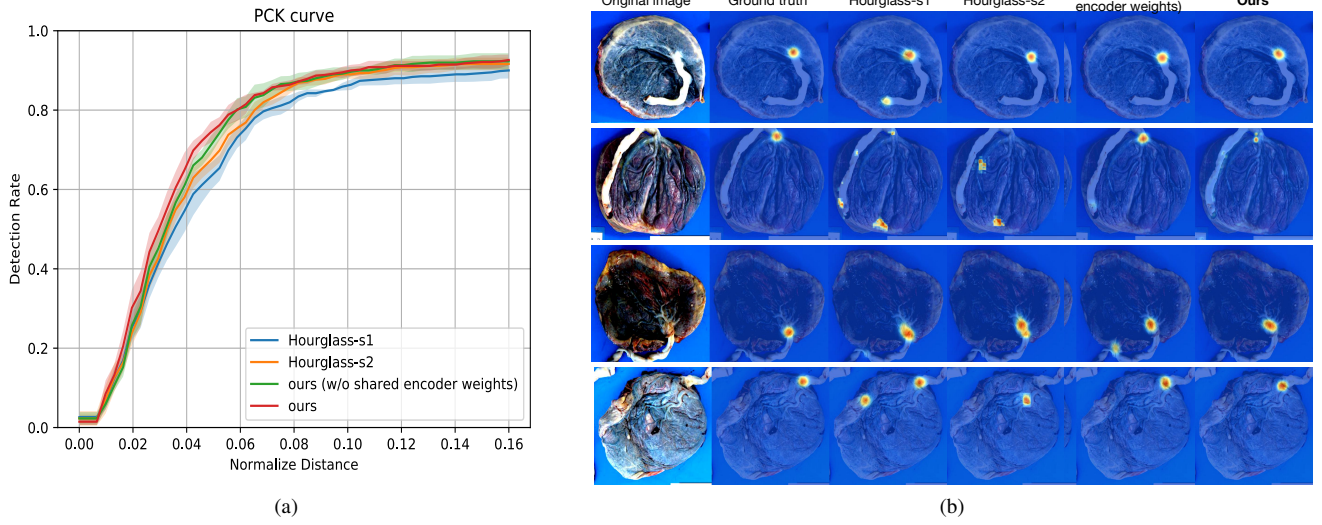 PCK curve
1.0
0.8
0.6
0.4
0.2
0.0
Detection Rate
Hourglass-s1
Hourglass-s2
ours (w/o shared encoder weights)
ours
0.00 0.02 0.04 0.06 0.08 0.10 0.12 0.14 0.16
Normalize Distance
(a)
Original image Ground truth Hourglass-s1 Hourglass-s2 encoder weights) Ours
(b)